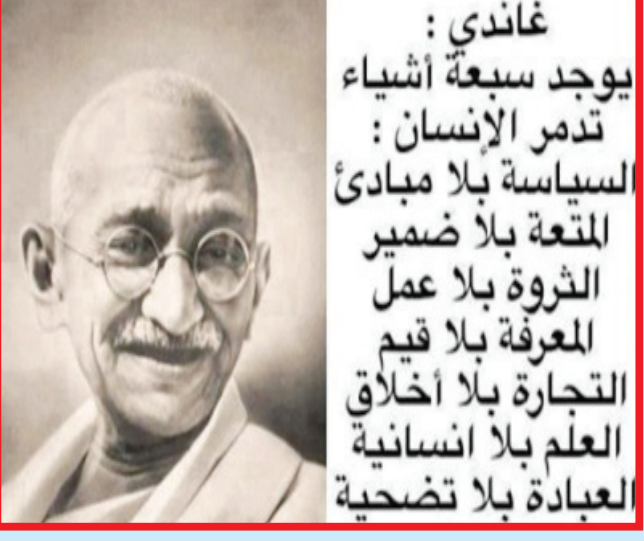 غاندي :
يوجد سبعة أشياء
تدمر الإنسان :
السياسة بلا مبادئ
المتعة بلا ضمير
الثروة بلا عمل
المعرفة بلا قيم
التجارة بلا أخلاق
العلم بلا انسانية
العبادة بلا تضحية